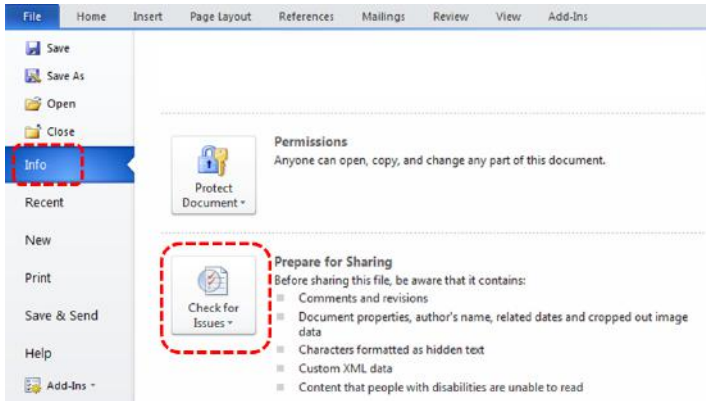 File Home Insert Page Layout References Mailings Review View Add-Ins
Save
Save As
Open
Close
Info
Recent
New
Print
Save & Send
Help
Add-Ins
Protect
Document
Permissions
Anyone can open, copy, and change any part of this document.
Check for
Issues
Prepare for Sharing
Before sharing this file, be aware that it contains:
Comments and revisions
Document properties, author's name, related dates and cropped out image
data
Characters formatted as hidden text
Custom XML data
Content that people with disabilities are unable to read